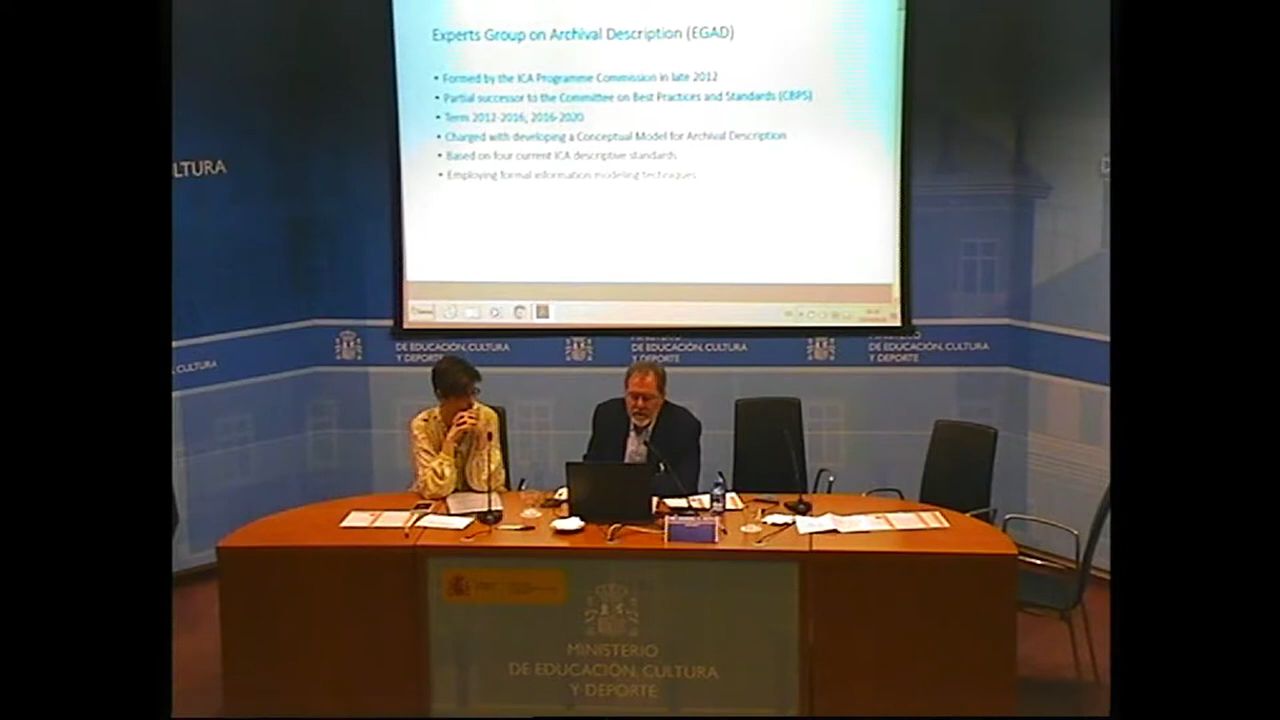 Experts Group on Archival Description (EGAD)
• Formed by the ICA Programme Commission in late 2012
• Partial successor to the Committee on Best Practices and Standards (CBPS)
• Term 2012-2016; 2016-2020
• Charged with developing a Conceptual Model for Archival Description
• Based on four current ICA descriptive standards
• Employing formal information modeling techniques
LTURA
CULTURA
DE EDUCACIÓN, CULTURA
Y DEPORTE
DE EDUCACIÓN, CULTURA
Y DEPORTE
DE EDUCACIÓN, CULTURA
Y DEPORTE
MINISTERIO
DE EDUCACIÓN, CULTURA
Y DEPORTE